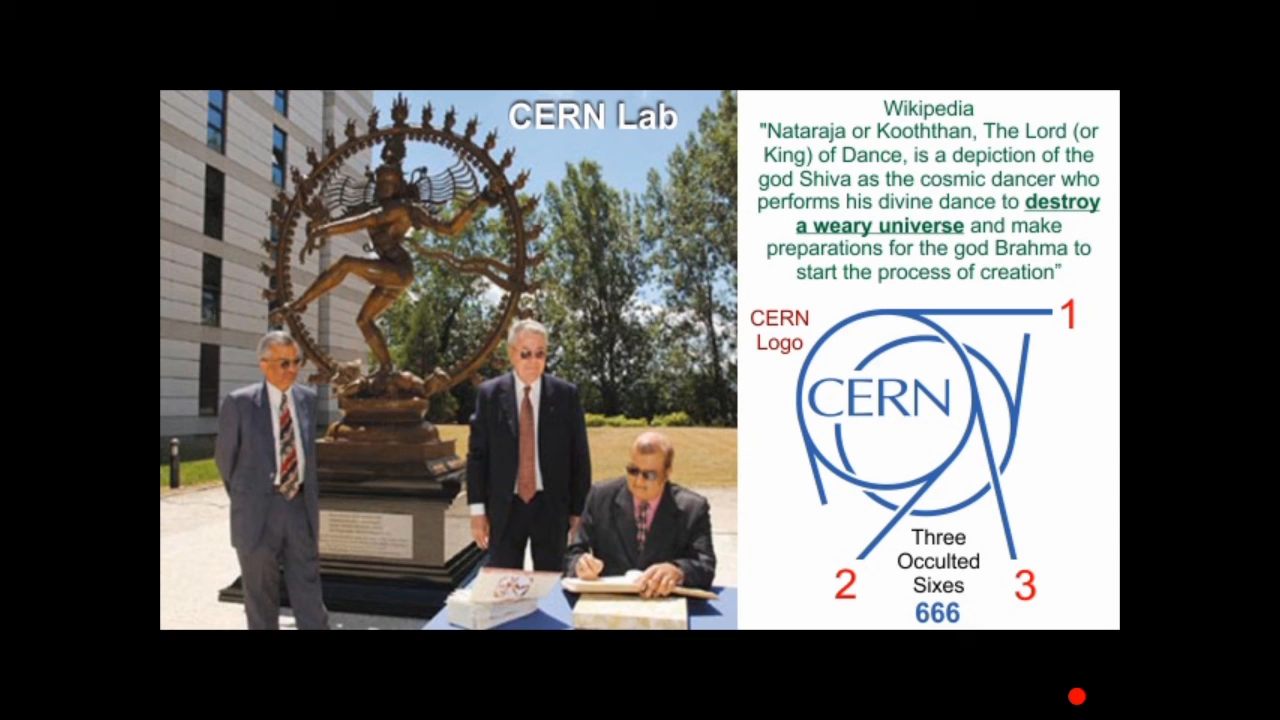 CERN Lab
Wikipedia
"Nataraja or Kooththan, The Lord (or
King) of Dance, is a depiction of the
god Shiva as the cosmic dancer who
performs his divine dance to destroy
a weary universe and make
preparations for the god Brahma to
start the process of creation”
CERN
Logo
1
CERN
2
Three
Occulted
Sixes
666
3